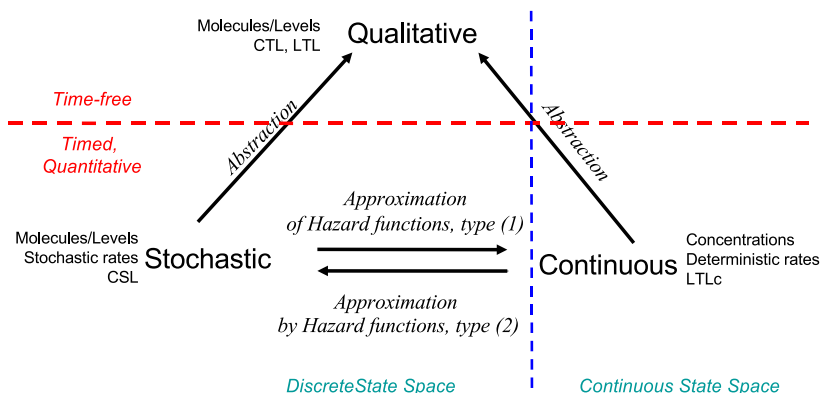 Molecules/Levels
CTL, LTL
Qualitative
Time-free
Timed,
Quantitative
Abstraction
Abstraction
Approximation
of Hazard functions, type (1)
Molecules/Levels
Stochastic rates
CSL
Stochastic
Continuous
Concentrations
Deterministic rates
LTLc
Approximation
by Hazard functions, type (2)
DiscreteState Space
Continuous State Space